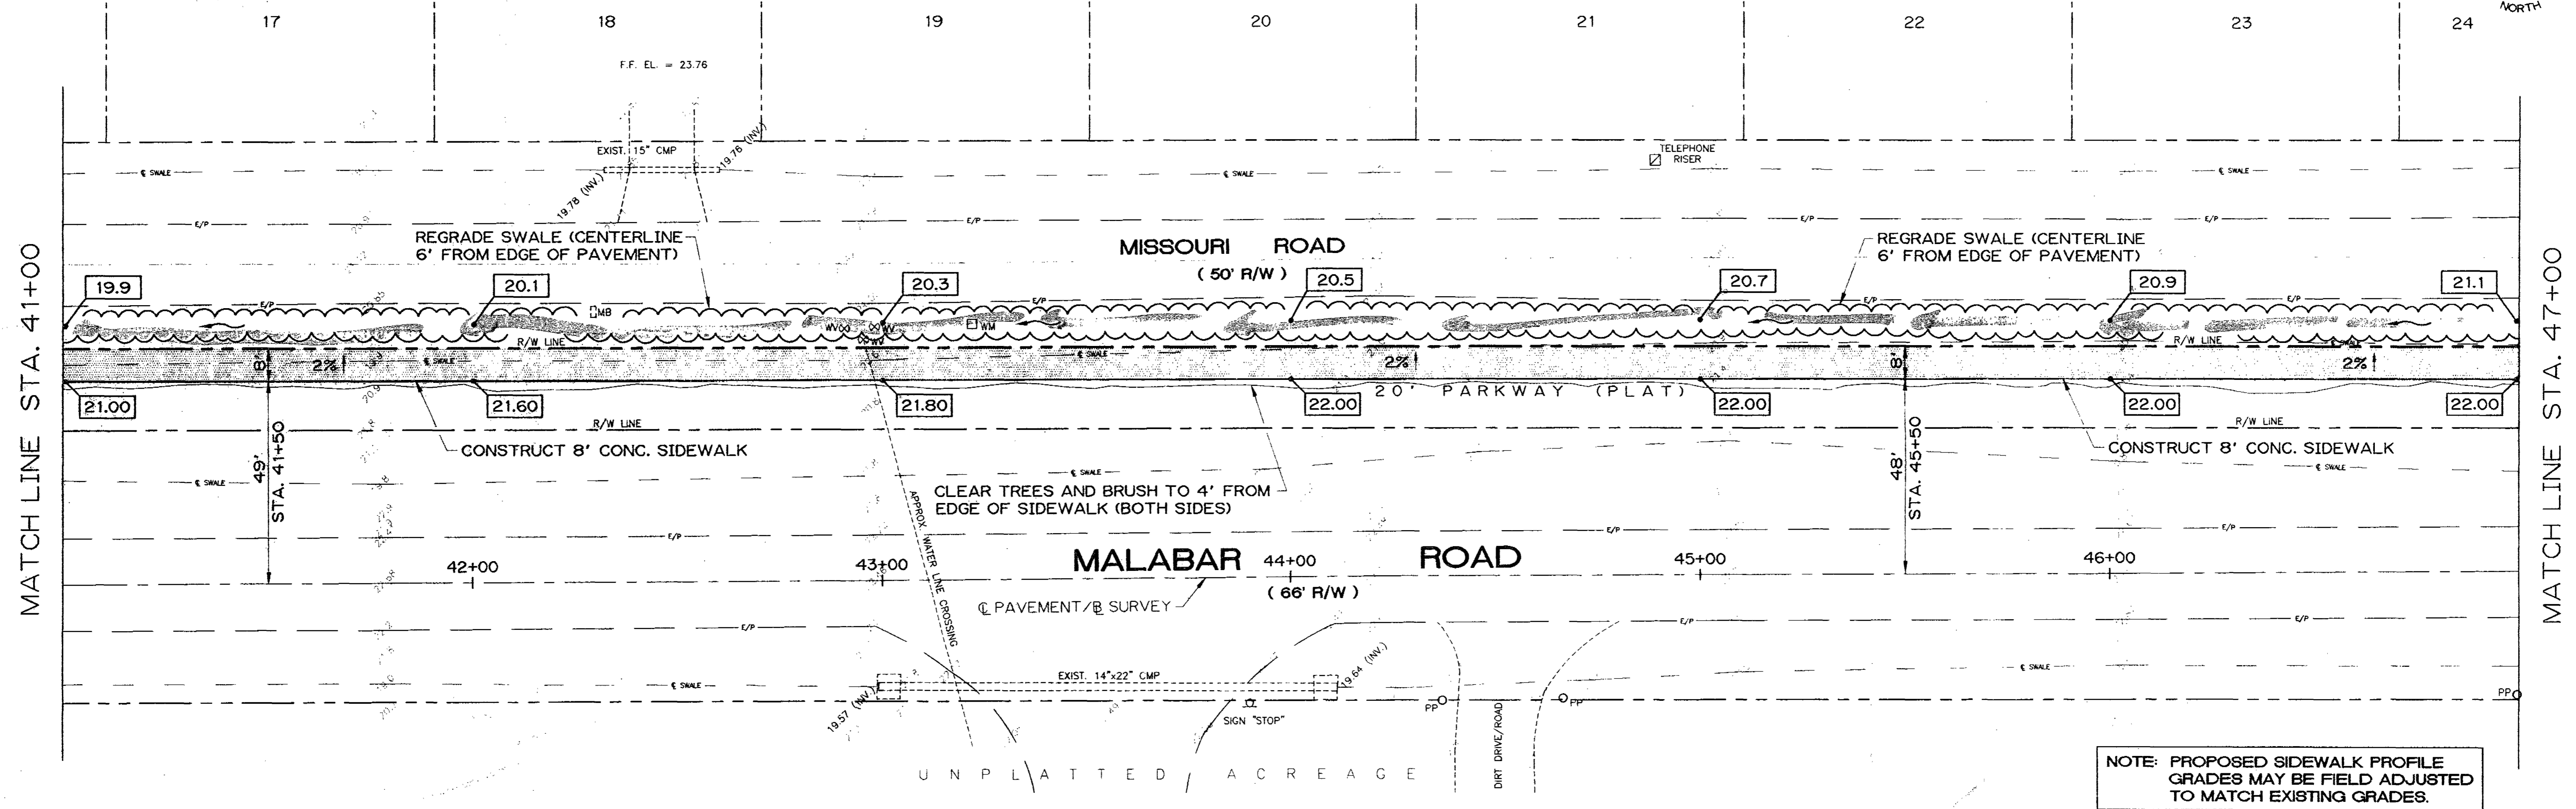 NORTH
17 18 19 20 21 22 23 24
F.F. EL. = 23.76
EXIST. 15" CMP
19.76 (INV.)
19.78 (INV.)
TELEPHONE
RISER
℄ SWALE ℄ SWALE ℄ SWALE
E/P E/P E/P E/P E/P
REGRADE SWALE (CENTERLINE
6' FROM EDGE OF PAVEMENT)
MISSOURI ROAD
( 50' R/W )
REGRADE SWALE (CENTERLINE
6' FROM EDGE OF PAVEMENT)
19.9 20.1 20.3 20.5 20.7 20.9 21.1
E/P E/P E/P E/P
MB
WV
WV
WM
R/W LINE R/W LINE
8' 2% ℄ SWALE ℄ SWALE 2% 8' 2%
20' PARKWAY (PLAT)
21.00 21.60 21.80 22.00 22.00 22.00 22.00
R/W LINE R/W LINE
CONSTRUCT 8' CONC. SIDEWALK
CONSTRUCT 8' CONC. SIDEWALK
49'
STA. 41+50
48'
STA. 45+50
℄ SWALE ℄ SWALE ℄ SWALE
CLEAR TREES AND BRUSH TO 4' FROM
EDGE OF SIDEWALK (BOTH SIDES)
APPROX. WATER LINE CROSSING
E/P E/P E/P
MALABAR ROAD
42+00 43+00 44+00 45+00 46+00
( 66' R/W )
℄ PAVEMENT/B SURVEY
E/P E/P E/P
℄ SWALE ℄ SWALE
EXIST. 14"x22" CMP
19.57 (INV.)
19.64 (INV.)
SIGN "STOP"
PP PP PP
DIRT DRIVE/ROAD
UNPLATTED ACREAGE
MATCH LINE STA. 41+00
MATCH LINE STA. 47+00
NOTE: PROPOSED SIDEWALK PROFILE
GRADES MAY BE FIELD ADJUSTED
TO MATCH EXISTING GRADES.